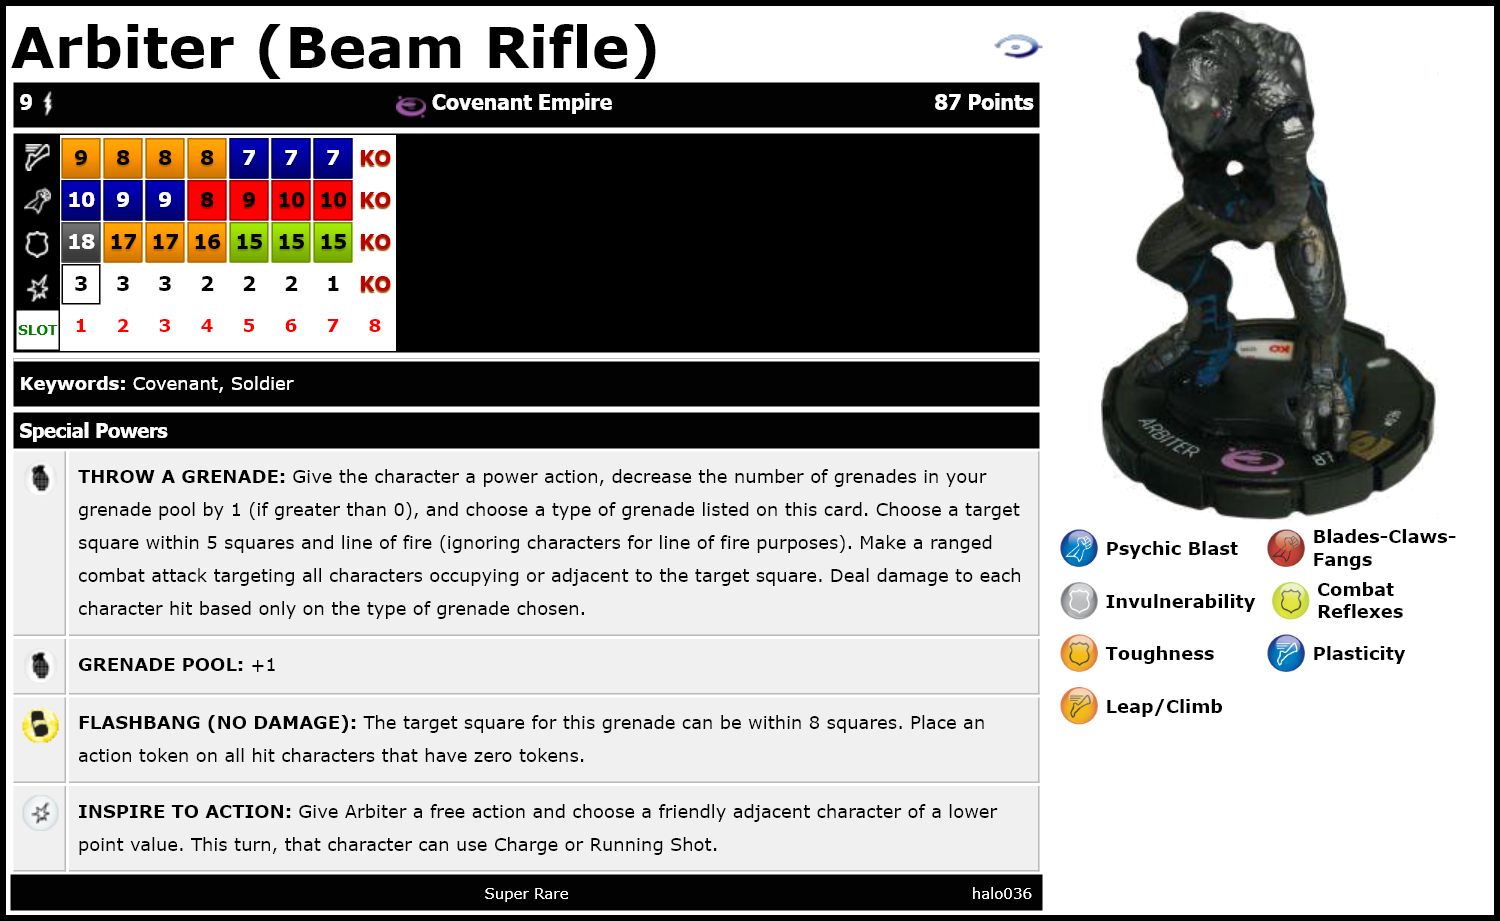 Arbiter (Beam Rifle)
9 Covenant Empire 87 Points
9 8 8 8 7 7 7 KO
10 9 9 8 9 10 10 KO
18 17 17 16 15 15 15 KO
3 3 3 2 2 2 1 KO
SLOT 1 2 3 4 5 6 7 8
Keywords: Covenant, Soldier
Special Powers
THROW A GRENADE: Give the character a power action, decrease the number of grenades in your
grenade pool by 1 (if greater than 0), and choose a type of grenade listed on this card. Choose a target
square within 5 squares and line of fire (ignoring characters for line of fire purposes). Make a ranged
combat attack targeting all characters occupying or adjacent to the target square. Deal damage to each
character hit based only on the type of grenade chosen.
GRENADE POOL: +1
FLASHBANG (NO DAMAGE): The target square for this grenade can be within 8 squares. Place an
action token on all hit characters that have zero tokens.
INSPIRE TO ACTION: Give Arbiter a free action and choose a friendly adjacent character of a lower
point value. This turn, that character can use Charge or Running Shot.
Super Rare halo036
KO
ARBITER 87 #036
Psychic Blast
Blades-Claws-
Fangs
Invulnerability
Combat
Reflexes
Toughness
Plasticity
Leap/Climb